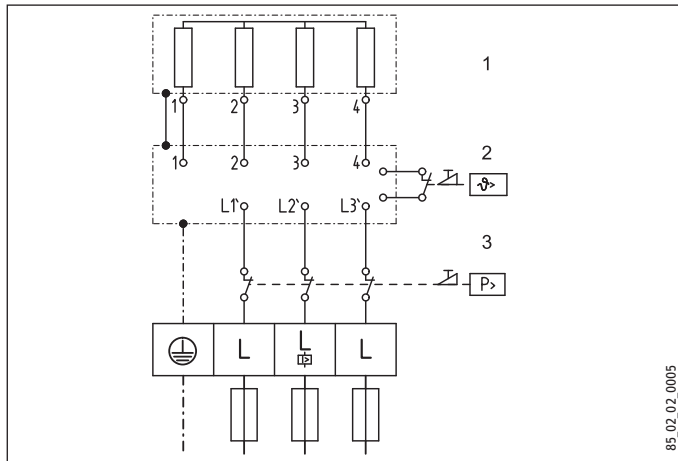 1
1 2 3 4
1 2 3 4
2
ϑ>
L1` L2` L3`
3
P>
L L L
I>
85_02_02_0005